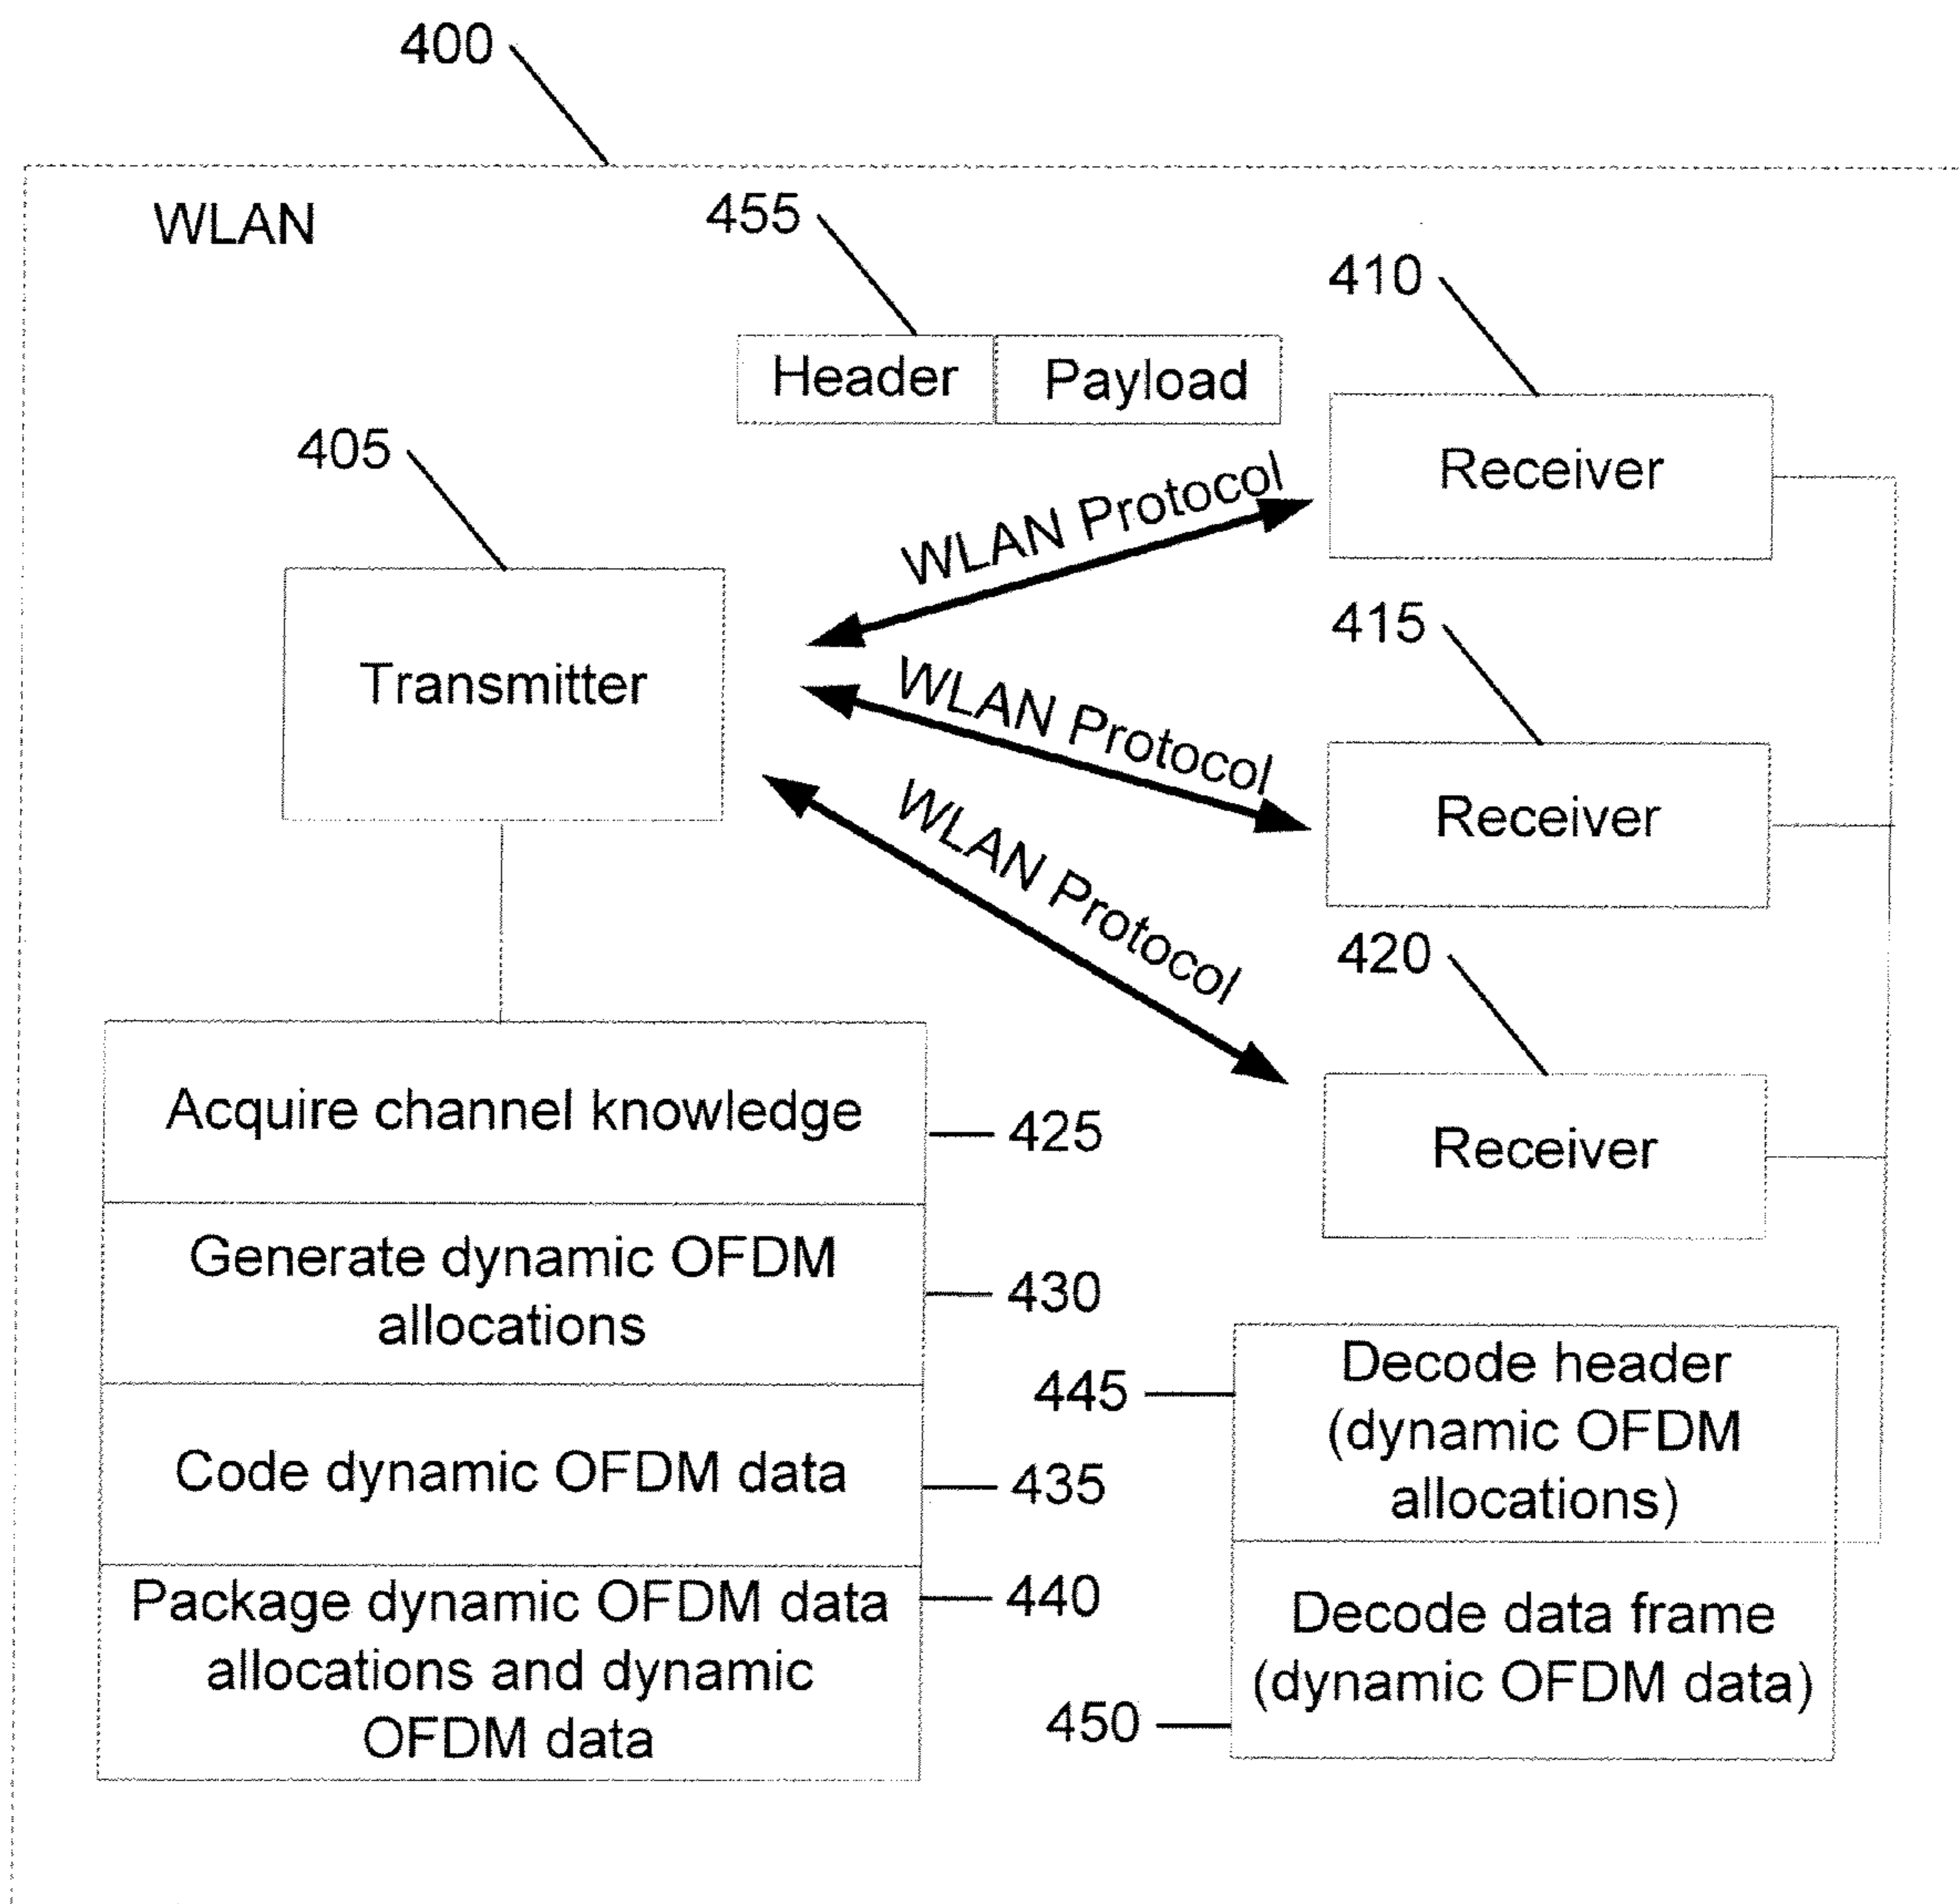 400
WLAN
455
410
Header Payload
405
Receiver
WLAN Protocol
415
Transmitter
WLAN Protocol
Receiver
WLAN Protocol
420
Acquire channel knowledge
425
Receiver
Generate dynamic OFDM
allocations
430
Code dynamic OFDM data
435
Package dynamic OFDM data
allocations and dynamic
OFDM data
440
445
Decode header
(dynamic OFDM
allocations)
Decode data frame
(dynamic OFDM data)
450